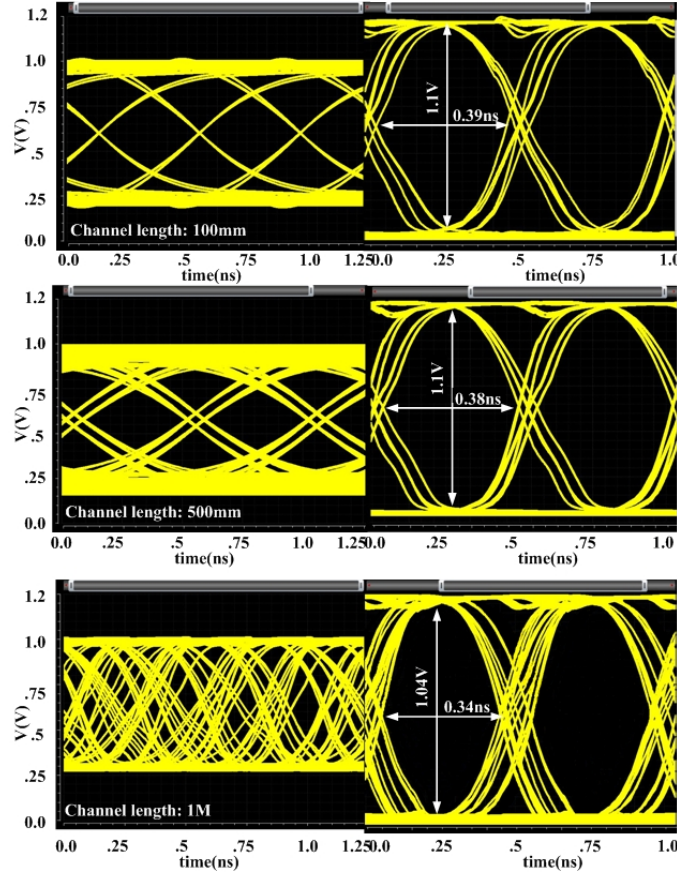 1.2
1.0
.75
.5
.25
0.0
V(V)
1.1V
0.39ns
Channel length: 100mm
0.0 .25 .5 .75 1.0 1.25
time(ns)
0.0 .25 .5 .75 1.0
time(ns)
1.2
1.0
.75
.5
.25
0.0
V(V)
1.1V
0.38ns
Channel length: 500mm
0.0 .25 .5 .75 1.0 1.25
time(ns)
0.0 .25 .5 .75 1.0
time(ns)
1.2
1.0
.75
.5
.25
0.0
V(V)
1.04V
0.34ns
Channel length: 1M
0.0 .25 .5 .75 1.0 1.25
time(ns)
0.0 .25 .5 .75 1.0
time(ns)